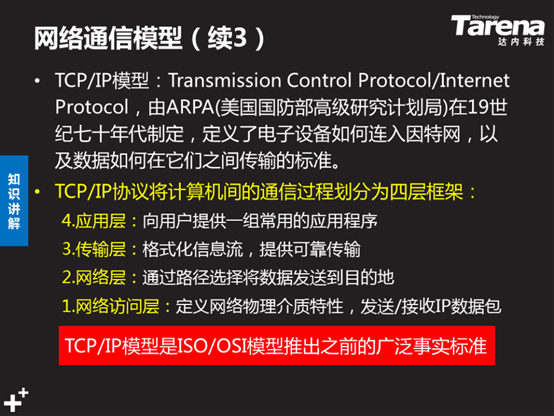 网络通信模型（续3）
Technology
Tarena
达内科技
• TCP/IP模型：Transmission Control Protocol/Internet
Protocol，由ARPA(美国国防部高级研究计划局)在19世
纪七十年代制定，定义了电子设备如何连入因特网，以
及数据如何在它们之间传输的标准。
知识讲解
• TCP/IP协议将计算机间的通信过程划分为四层框架：
4.应用层：向用户提供一组常用的应用程序
3.传输层：格式化信息流，提供可靠传输
2.网络层：通过路径选择将数据发送到目的地
1.网络访问层：定义网络物理介质特性，发送/接收IP数据包
TCP/IP模型是ISO/OSI模型推出之前的广泛事实标准